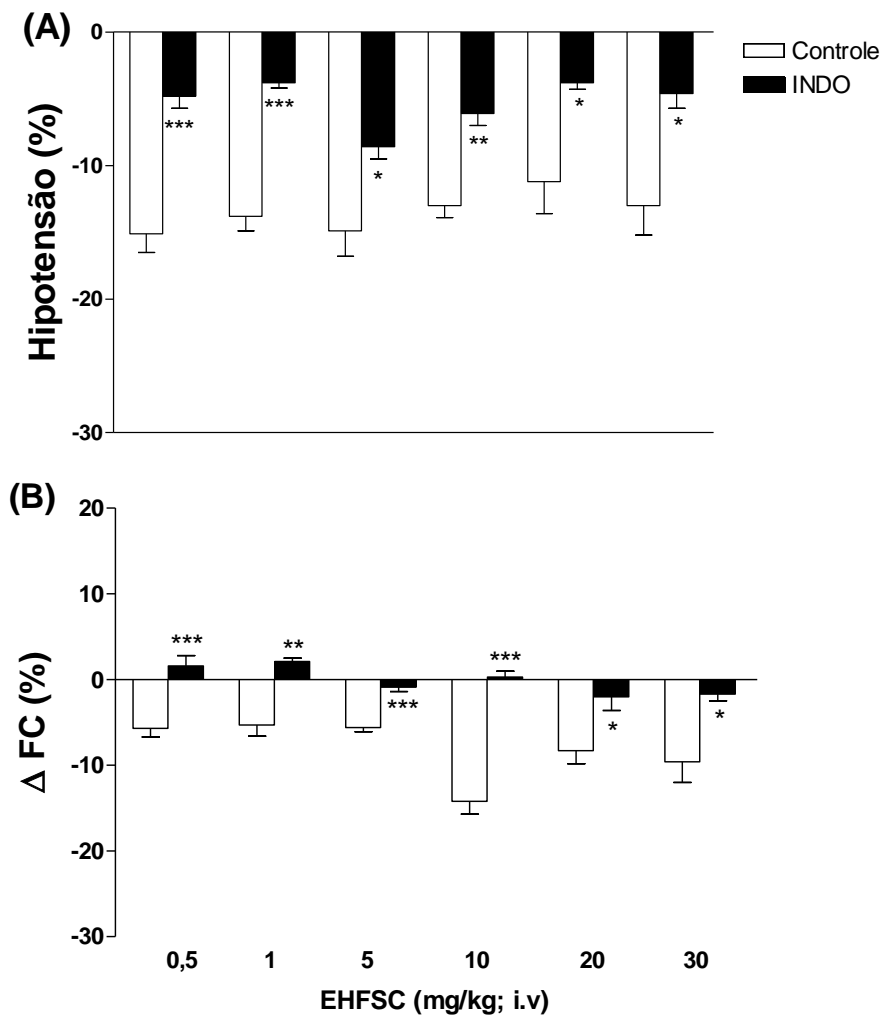 (A)
Hipotensão (%)
0
-10
-20
-30
Controle
INDO
***
***
*
**
*
*
(B)
Δ FC (%)
20
10
0
-10
-20
-30
***
**
***
***
*
*
0,5 1 5 10 20 30
EHFSC (mg/kg; i.v)